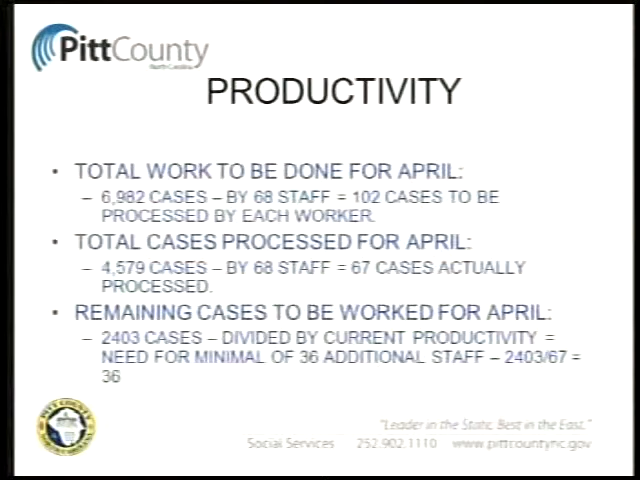 PittCounty
North Carolina
PRODUCTIVITY
• TOTAL WORK TO BE DONE FOR APRIL:
– 6,982 CASES – BY 68 STAFF = 102 CASES TO BE
PROCESSED BY EACH WORKER.
• TOTAL CASES PROCESSED FOR APRIL:
– 4,579 CASES – BY 68 STAFF = 67 CASES ACTUALLY
PROCESSED.
• REMAINING CASES TO BE WORKED FOR APRIL:
– 2403 CASES – DIVIDED BY CURRENT PRODUCTIVITY =
NEED FOR MINIMAL OF 36 ADDITIONAL STAFF – 2403/67 =
36
PITT COUNTY
NORTH CAROLINA
"Leader in the State, Best in the East."
Social Services 252.902.1110 www.pittcountync.gov